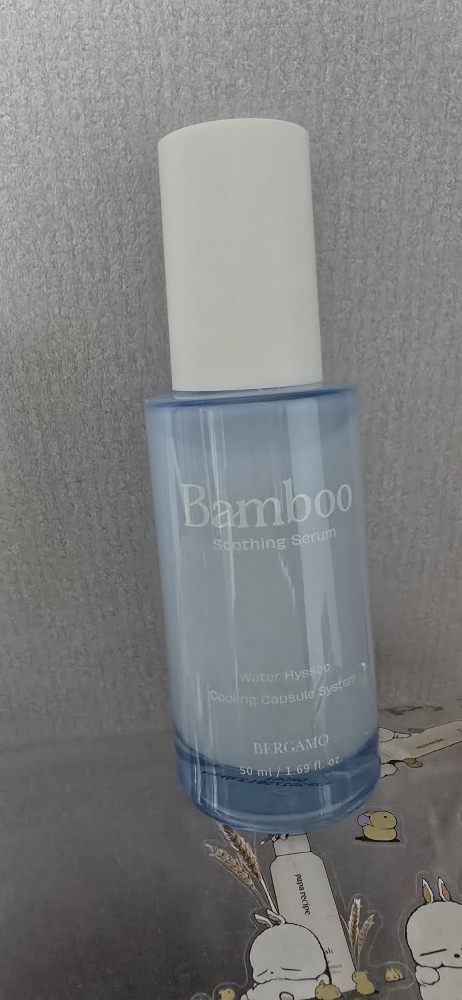 Bamboo
Soothing Serum
Water Hyssop
Cooling Capsule System
BERGAMO
50 ml / 1.69 fl. oz.
papa recipe